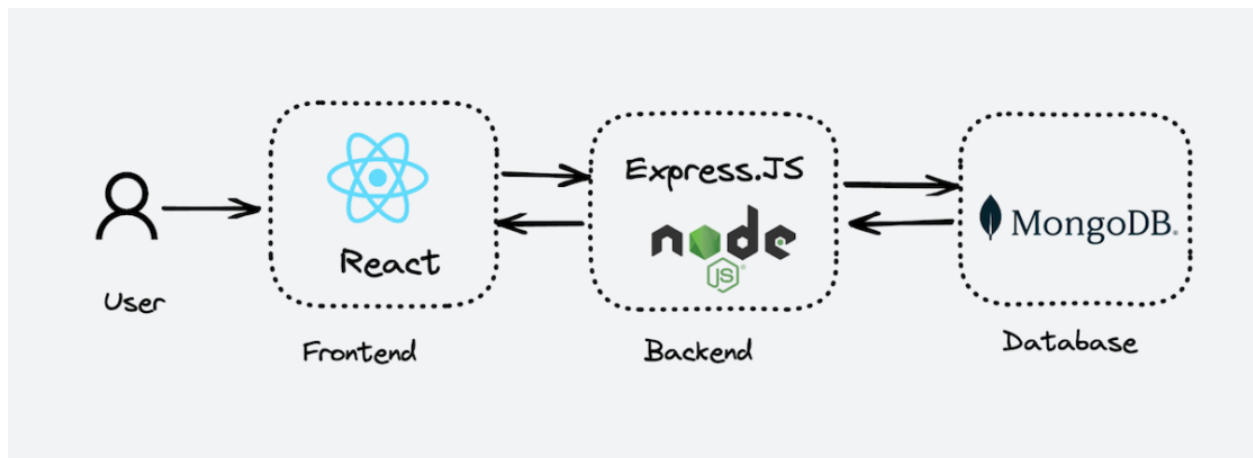 User
React
Frontend
Express.JS
node
JS
Backend
MongoDB.
Database